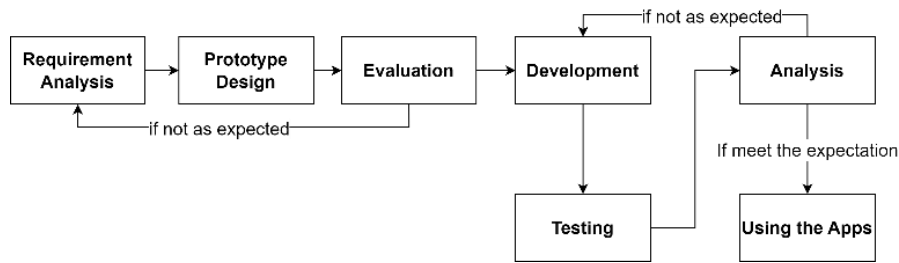 if not as expected
Requirement
Analysis
Prototype
Design
Evaluation
Development
Analysis
if not as expected
If meet the expectation
Testing
Using the Apps